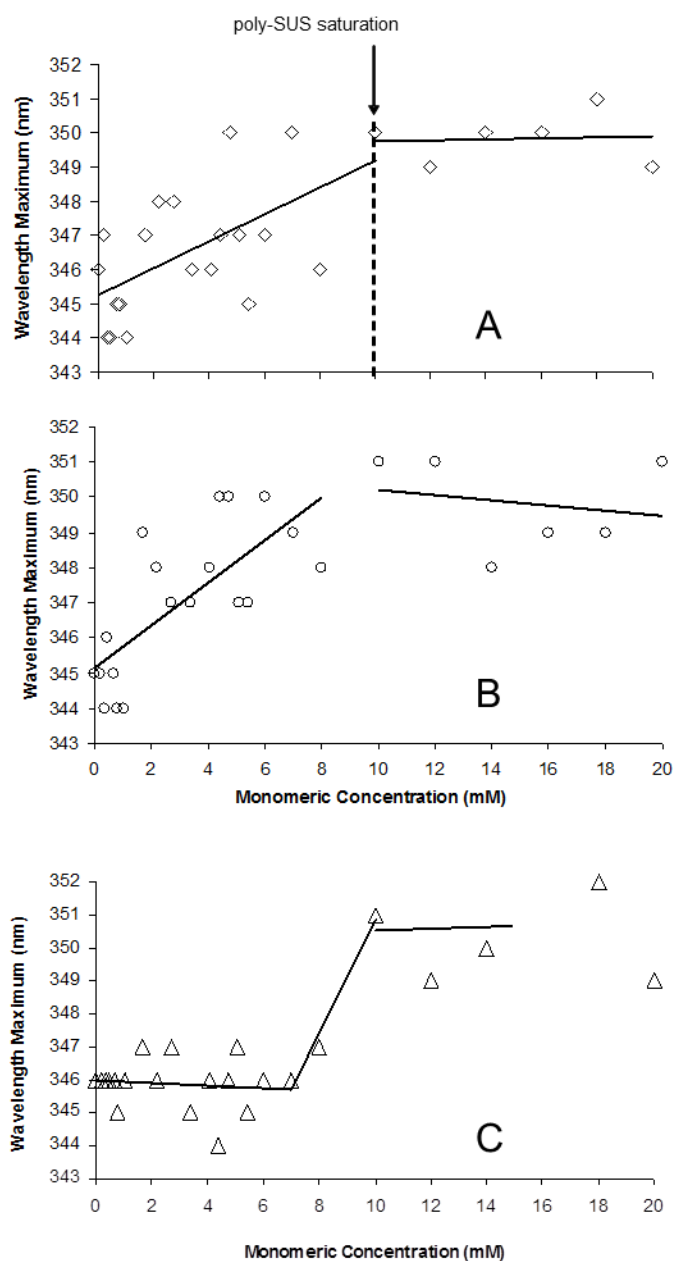 poly-SUS saturation
352
351
350
349
348
347
346
345
344
343
Wavelength Maximum (nm)
A
352
351
350
349
348
347
346
345
344
343
Wavelength Maximum (nm)
B
0 2 4 6 8 10 12 14 16 18 20
Monomeric Concentration (mM)
352
351
350
349
348
347
346
345
344
343
Wavelength Maximum (nm)
C
0 2 4 6 8 10 12 14 16 18 20
Monomeric Concentration (mM)